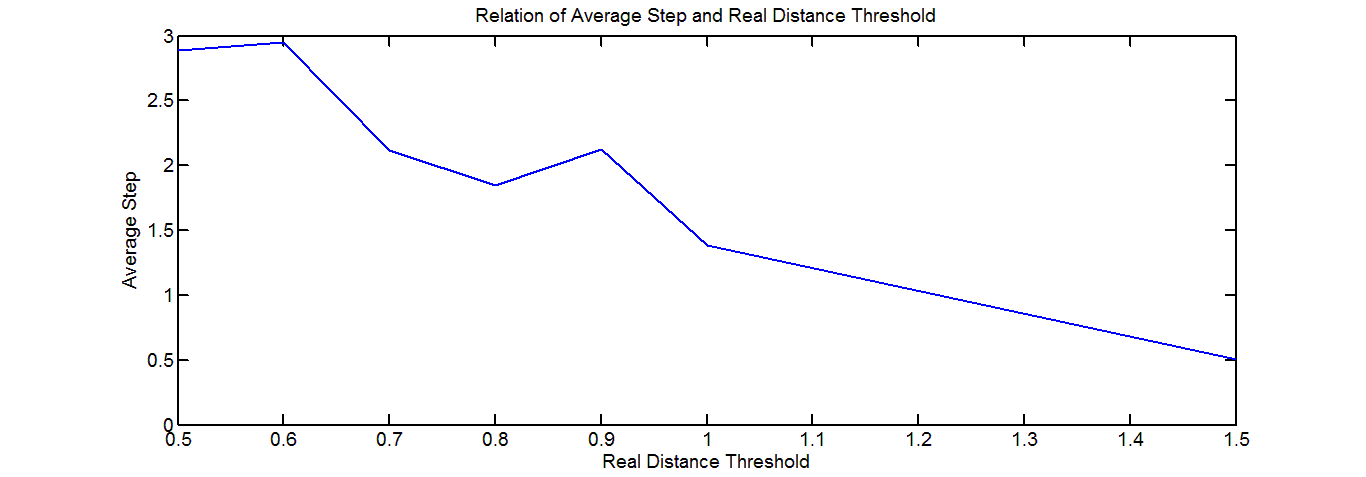 Relation of Average Step and Real Distance Threshold
3
2.5
2
1.5
1
0.5
0
Average Step
0.5 0.6 0.7 0.8 0.9 1 1.1 1.2 1.3 1.4 1.5
Real Distance Threshold